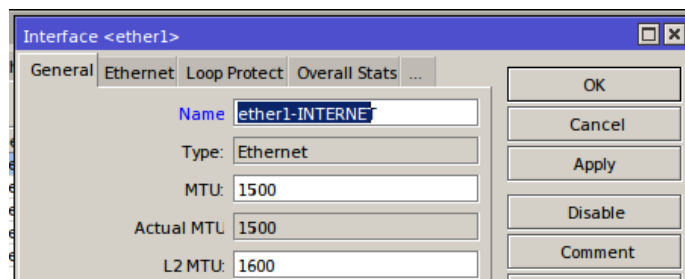 Interface <ether1>
General Ethernet Loop Protect Overall Stats ...
OK
Name ether1-INTERNET
Cancel
Type: Ethernet
Apply
MTU: 1500
Disable
Actual MTU 1500
Comment
L2 MTU: 1600